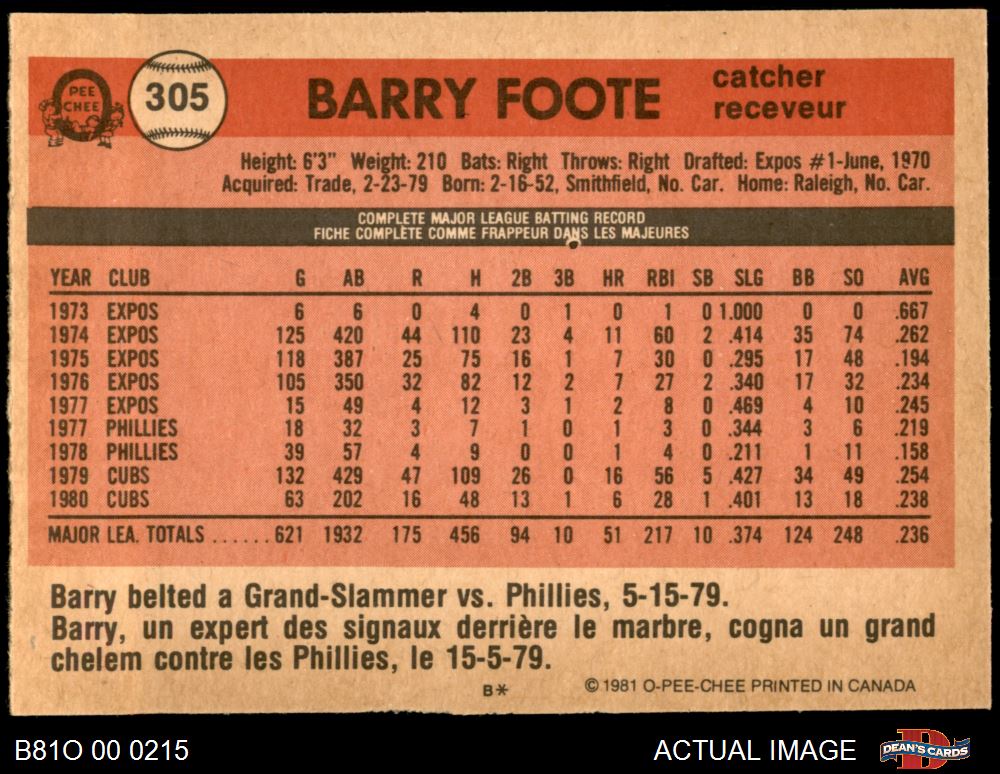 PEE
CHEE
305
BARRY FOOTE
catcher
receveur
Height: 6'3" Weight: 210 Bats: Right Throws: Right Drafted: Expos #1-June, 1970
Acquired: Trade, 2-23-79 Born: 2-16-52, Smithfield, No. Car. Home: Raleigh, No. Car.
COMPLETE MAJOR LEAGUE BATTING RECORD
FICHE COMPLÈTE COMME FRAPPEUR DANS LES MAJEURES
YEAR CLUB G AB R H 2B 3B HR RBI SB SLG BB SO AVG
1973 EXPOS 6 6 0 4 0 1 0 1 0 1.000 0 0 .667
1974 EXPOS 125 420 44 110 23 4 11 60 2 .414 35 74 .262
1975 EXPOS 118 387 25 75 16 1 7 30 0 .295 17 48 .194
1976 EXPOS 105 350 32 82 12 2 7 27 2 .340 17 32 .234
1977 EXPOS 15 49 4 12 3 1 2 8 0 .469 4 10 .245
1977 PHILLIES 18 32 3 7 1 0 1 3 0 .344 3 6 .219
1978 PHILLIES 39 57 4 9 0 0 1 4 0 .211 1 11 .158
1979 CUBS 132 429 47 109 26 0 16 56 5 .427 34 49 .254
1980 CUBS 63 202 16 48 13 1 6 28 1 .401 13 18 .238
MAJOR LEA. TOTALS ......621 1932 175 456 94 10 51 217 10 .374 124 248 .236
Barry belted a Grand-Slammer vs. Phillies, 5-15-79.
Barry, un expert des signaux derrière le marbre, cogna un grand
chelem contre les Phillies, le 15-5-79.
B*
© 1981 O-PEE-CHEE PRINTED IN CANADA
B81O 00 0215
ACTUAL IMAGE
DEAN'S CARDS